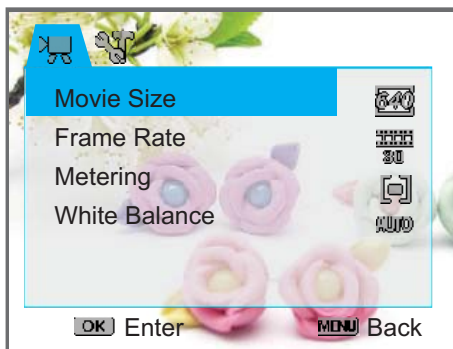 Movie Size 640
Frame Rate 30
Metering
White Balance AUTO
OK Enter MENU Back